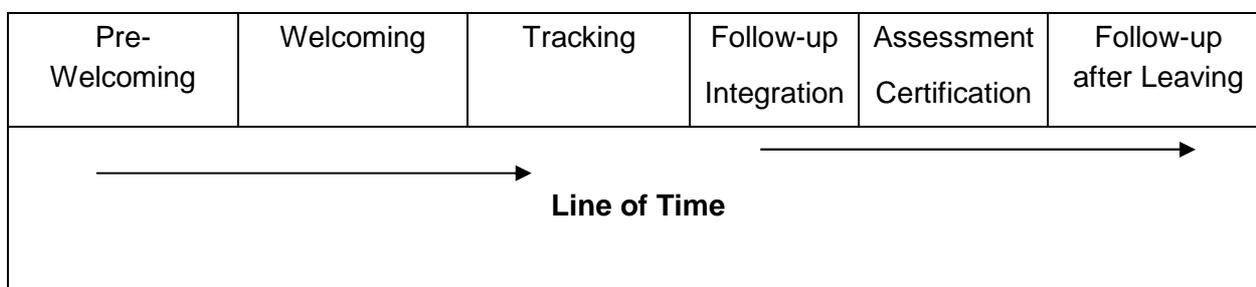 Pre-
Welcoming
Welcoming
Tracking
Follow-up
Integration
Assessment
Certification
Follow-up
after Leaving
Line of Time